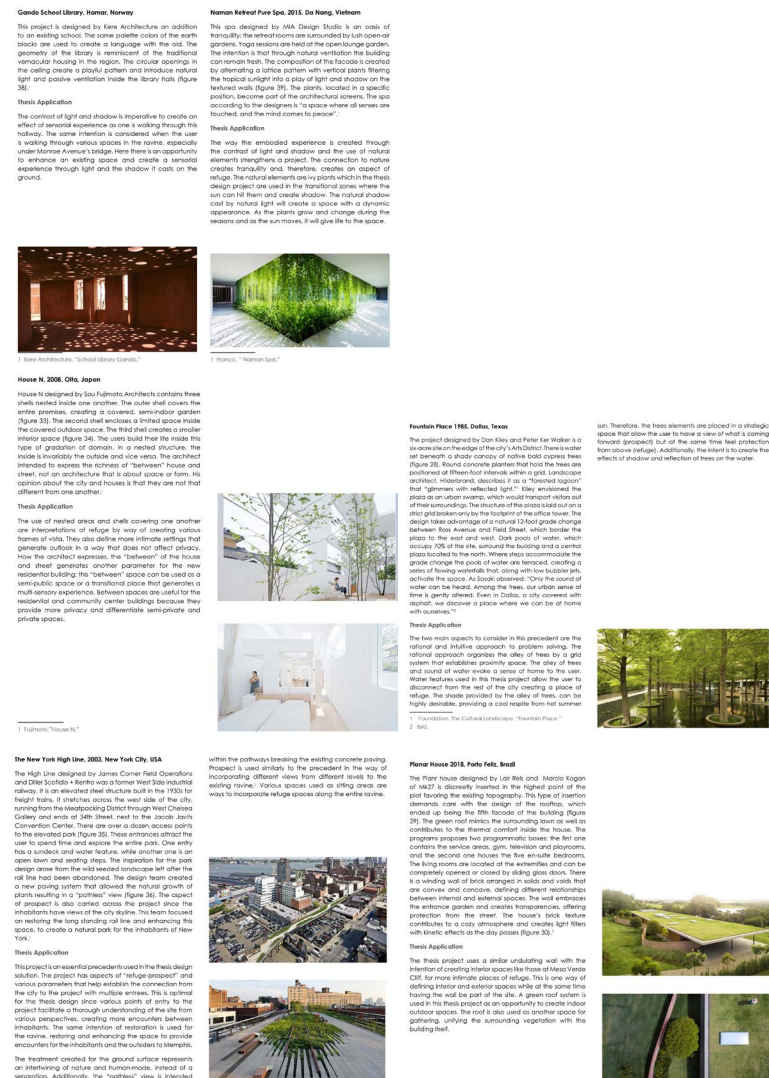 Gando School Library, Hamar, Norway
This project is designed by Kere Architecture an addition
to an existing school. The same palette colors of the earth
blocks are used to create a language with the old. The
geometry of the library is reminiscent of the traditional
vernacular housing in the region. The circular openings in
the ceiling create a playful pattern and introduce natural
light and passive ventilation inside the library halls (figure
38).
Thesis Application
The contrast of light and shadow is imperative to create an
effect of sensorial experience as one is walking through this
hallway. The same intention is considered when the user
is walking through various spaces in the ravine, especially
under Monroe Avenue's bridge. Here there is an opportunity
to enhance an existing space and create a sensorial
experience through light and the shadow it casts on the
ground.
1 Kere Architecture, "School Library Gando."
Naman Retreat Pure Spa, 2015, Da Nang, Vietnam
This spa designed by MIA Design Studio is an oasis of
tranquility; the retreat rooms are surrounded by lush open-air
gardens. Yoga sessions are held at the open lounge garden.
The intention is that through natural ventilation the building
can remain fresh. The composition of the facade is created
by alternating a lattice pattern with vertical plants filtering
the tropical sunlight into a play of light and shadow on the
textured walls (figure 39). The plants, located in a specific
position, become part of the architectural screens. The spa
according to the designers is "a space where all senses are
touched, and the mind comes to peace".
Thesis Application
The way the embodied experience is created through
the contrast of light and shadow and the use of natural
elements strengthens a project. The connection to nature
creates tranquility and, therefore, creates an aspect of
refuge. The natural elements are ivy plants which in the thesis
design project are used in the transitional zones where the
sun can hit them and create shadow. The natural shadow
cast by natural light will create a space with a dynamic
appearance. As the plants grow and change during the
seasons and as the sun moves, it will give life to the space.
1 Franco, " Naman Spa."
House N, 2008, Oita, Japon
House N designed by Sou Fujimoto Architects contains three
shells nested inside one another. The outer shell covers the
entire premises, creating a covered, semi-indoor garden
(figure 33). The second shell encloses a limited space inside
the covered outdoor space. The third shell creates a smaller
interior space (figure 34). The users build their life inside this
type of gradation of domain. In a nested structure, the
inside is invariably the outside and vice versa. The architect
intended to express the richness of "between" house and
street, not an architecture that is about space or form. His
opinion about the city and houses is that they are not that
different from one another.
Thesis Application
The use of nested areas and shells covering one another
are interpretations of refuge by way of creating various
frames of vista. They also define more intimate settings that
generate outlook in a way that does not affect privacy.
How the architect expresses, the "between" of the house
and street generates another parameter for the new
residential building; this "between" space can be used as a
semi-public space or a transitional place that generates a
multi-sensory experience. Between spaces are useful for the
residential and community center buildings because they
provide more privacy and differentiate semi-private and
private spaces.
1 Fujimoto,"House N,"
Fountain Place 1985, Dallas, Texas
The project designed by Dan Kiley and Peter Ker Walker is a
six-acre site on the edge of the city's Arts District. There is water
set beneath a shady canopy of native bald cypress trees
(figure 28). Round concrete planters that hold the trees are
positioned at fifteen-foot intervals within a grid. Landscape
architect, Hilderbrand, describes it as a "forested lagoon"
that "glimmers with reflected light."1 Kiley envisioned the
plaza as an urban swamp, which would transport visitors out
of their surroundings. The structure of the plaza is laid out on a
strict grid broken only by the footprint of the office tower. The
design takes advantage of a natural 12-foot grade change
between Ross Avenue and Field Street, which border the
plaza to the east and west. Dark pools of water, which
occupy 70% of the site, surround the building and a central
plaza located to the north. Where steps accommodate the
grade change the pools of water are terraced, creating a
series of flowing waterfalls that, along with low bubbler jets,
activate the space. As Sasaki observed: "Only the sound of
water can be heard. Among the trees, our urban sense of
time is gently altered. Even in Dallas, a city covered with
asphalt, we discover a place where we can be at home
with ourselves."2
Thesis Application
The two main aspects to consider in this precedent are the
rational and intuitive approach to problem solving. The
rational approach organizes the alley of trees by a grid
system that establishes proximity space. The alley of trees
and sound of water evoke a sense of home to the user.
Water features used in this thesis project allow the user to
disconnect from the rest of the city creating a place of
refuge. The shade provided by the alley of trees, can be
highly desirable, providing a cool respite from hot summer
1 Foundation, The Cultural Landscape. "Fountain Place."
2 Ibid.
sun. Therefore, the trees elements are placed in a strategic
space that allow the user to have a view of what is coming
forward (prospect) but at the same time feel protection
from above (refuge). Additionally, the intent is to create the
effects of shadow and reflection of trees on the water.
The New York High Line, 2003, New York City, USA
The High Line designed by James Corner Field Operations
and Diller Scofidio + Renfro was a former West Side industrial
railway. It is an elevated steel structure built in the 1930s for
freight trains. It stretches across the west side of the city,
running from the Meatpacking District through West Chelsea
Gallery and ends at 34th Street, next to the Jacob Javits
Convention Center. There are over a dozen access points
to the elevated park (figure 35). These entrances attract the
user to spend time and explore the entire park. One entry
has a sundeck and water feature, while another one is an
open lawn and seating steps. The inspiration for the park
design arose from the wild seeded landscape left after the
rail line had been abandoned. The design team created
a new paving system that allowed the natural growth of
plants resulting in a "pathless" view (figure 36). The aspect
of prospect is also carried across the project since the
inhabitants have views of the city skyline. This team focused
on restoring the long standing rail line and enhancing this
space, to create a natural park for the inhabitants of New
York.
Thesis Application
This project is an essential precedents used in the thesis design
solution. The project has aspects of "refuge-prospect" and
various parameters that help establish the connection from
the city to the project with multiple entrees. This is optimal
for the thesis design since various points of entry to the
project facilitate a thorough understanding of the site from
various perspectives, creating more encounters between
inhabitants. The same intention of restoration is used for
the ravine, restoring and enhancing the space to provide
encounters for the inhabitants and the outsiders to Memphis.
The treatment created for the ground surface represents
an intertwining of nature and human-made, instead of a
separation. Additionally, the "pathless" view is intended
within the pathways breaking the existing concrete paving.
Prospect is used similarly to the precedent in the way of
incorporating different views from different levels to the
existing ravine. Various spaces used as sitting areas are
ways to incorporate refuge spaces along the entire ravine.
Planar House 2018, Porto Feliz, Brazil
The Planr house designed by Lair Reis and Marcio Kogan
of Mk27 is discreetly inserted in the highest point of the
plot favoring the existing topography. This type of insertion
demands care with the design of the rooftop, which
ended up being the fifth facade of the building (figure
29). The green roof mimics the surrounding lawn as well as
contributes to the thermal comfort inside the house. The
programs proposes two programmatic boxes: the first one
contains the service areas, gym, television and playrooms,
and the second one houses the five en-suite bedrooms.
The living rooms are located at the extremities and can be
completely opened or closed by sliding glass doors. There
is a winding wall of brick arranged in solids and voids that
are convex and concave, defining different relationships
between internal and external spaces. The wall embraces
the entrance garden and creates transparencies, offering
protection from the street. The house's brick texture
contributes to a cozy atmosphere and creates light filters
with kinetic effects as the day passes (figure 30).
Thesis Application
The thesis project uses a similar undulating wall with the
intention of creating interior spaces like those at Mesa Verde
Cliff, for more intimate places of refuge. This is one way of
defining interior and exterior spaces while at the same time
having the wall be part of the site. A green roof system is
used in this thesis project as an opportunity to create indoor
outdoor spaces. The roof is also used as another space for
gathering, unifying the surrounding vegetation with the
building itself.